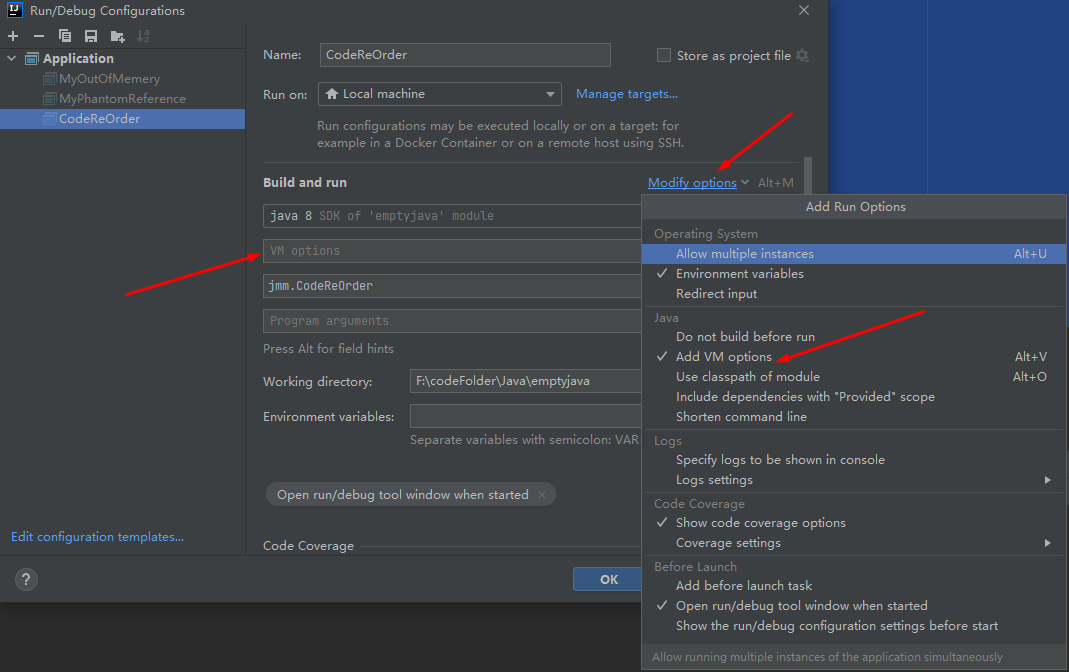 Run/Debug Configurations
Application
MyOutOfMemery
MyPhantomReference
CodeReOrder
Edit configuration templates...
?
Name: CodeReOrder Store as project file
Run on: Local machine Manage targets...
Run configurations may be executed locally or on a target: for
example in a Docker Container or on a remote host using SSH.
Build and run Modify options Alt+M
java 8 SDK of 'emptyjava' module
VM options
jmm.CodeReOrder
Program arguments
Press Alt for field hints
Working directory: F:\codeFolder\Java\emptyjava
Environment variables:
Separate variables with semicolon: VAR
Open run/debug tool window when started
Code Coverage
OK
Add Run Options
Operating System
Allow multiple instances Alt+U
Environment variables
Redirect input
Java
Do not build before run
Add VM options Alt+V
Use classpath of module Alt+O
Include dependencies with "Provided" scope
Shorten command line
Logs
Specify logs to be shown in console
Logs settings
Code Coverage
Show code coverage options
Coverage settings
Before Launch
Add before launch task
Open run/debug tool window when started
Show the run/debug configuration settings before start
Allow running multiple instances of the application simultaneously